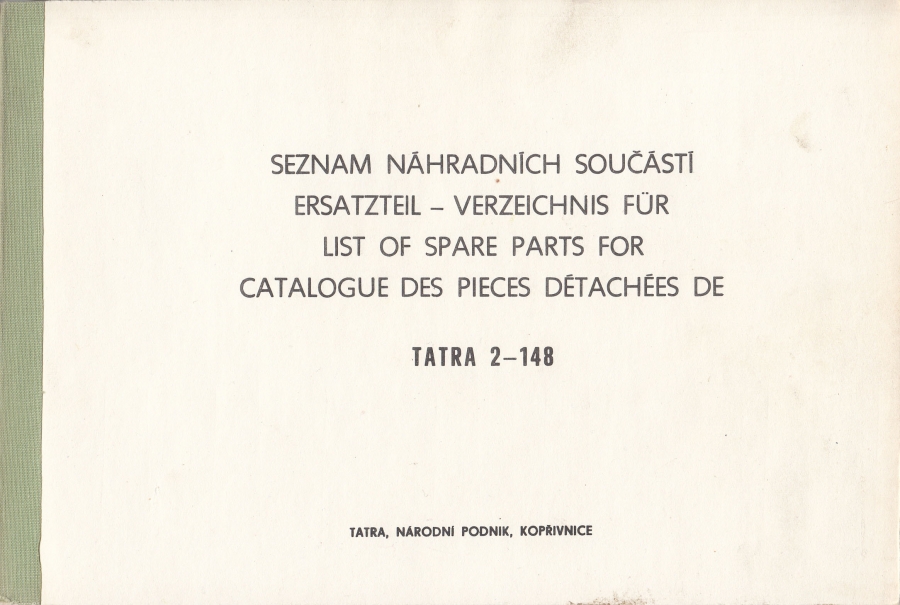 SEZNAM NÁHRADNÍCH SOUČÁSTÍ
ERSATZTEIL – VERZEICHNIS FÜR
LIST OF SPARE PARTS FOR
CATALOGUE DES PIECES DÉTACHÉES DE
TATRA 2–148
TATRA, NÁRODNÍ PODNIK, KOPŘIVNICE